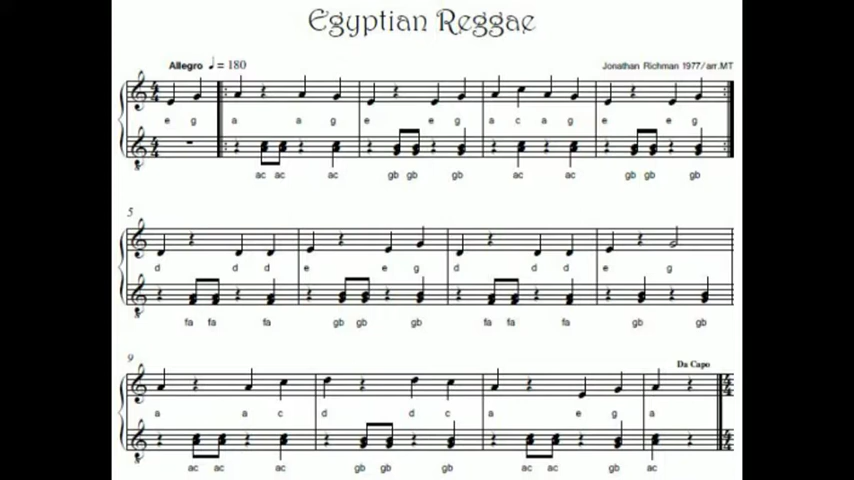 Egyptian Reggae
Allegro ♩ = 180
Jonathan Richman 1977/arr.MT
e g a a g e e g a c a g e e g
ac ac ac gb gb gb ac ac gb gb gb
5
d d d e e g d d d e g
fa fa fa gb gb gb fa fa fa gb gb
9
Da Capo
a a c d d c a e g a
ac ac ac gb gb gb ac ac gb ac